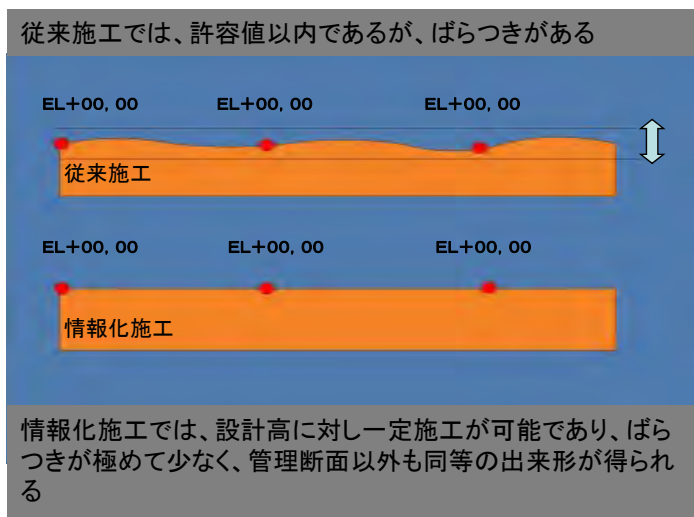 従来施工では、許容値以内であるが、ばらつきがある
EL+00, 00 EL+00, 00 EL+00, 00
従来施工
EL+00, 00 EL+00, 00 EL+00, 00
情報化施工
情報化施工では、設計高に対し一定施工が可能であり、ばら
つきが極めて少なく、管理断面以外も同等の出来形が得られ
る